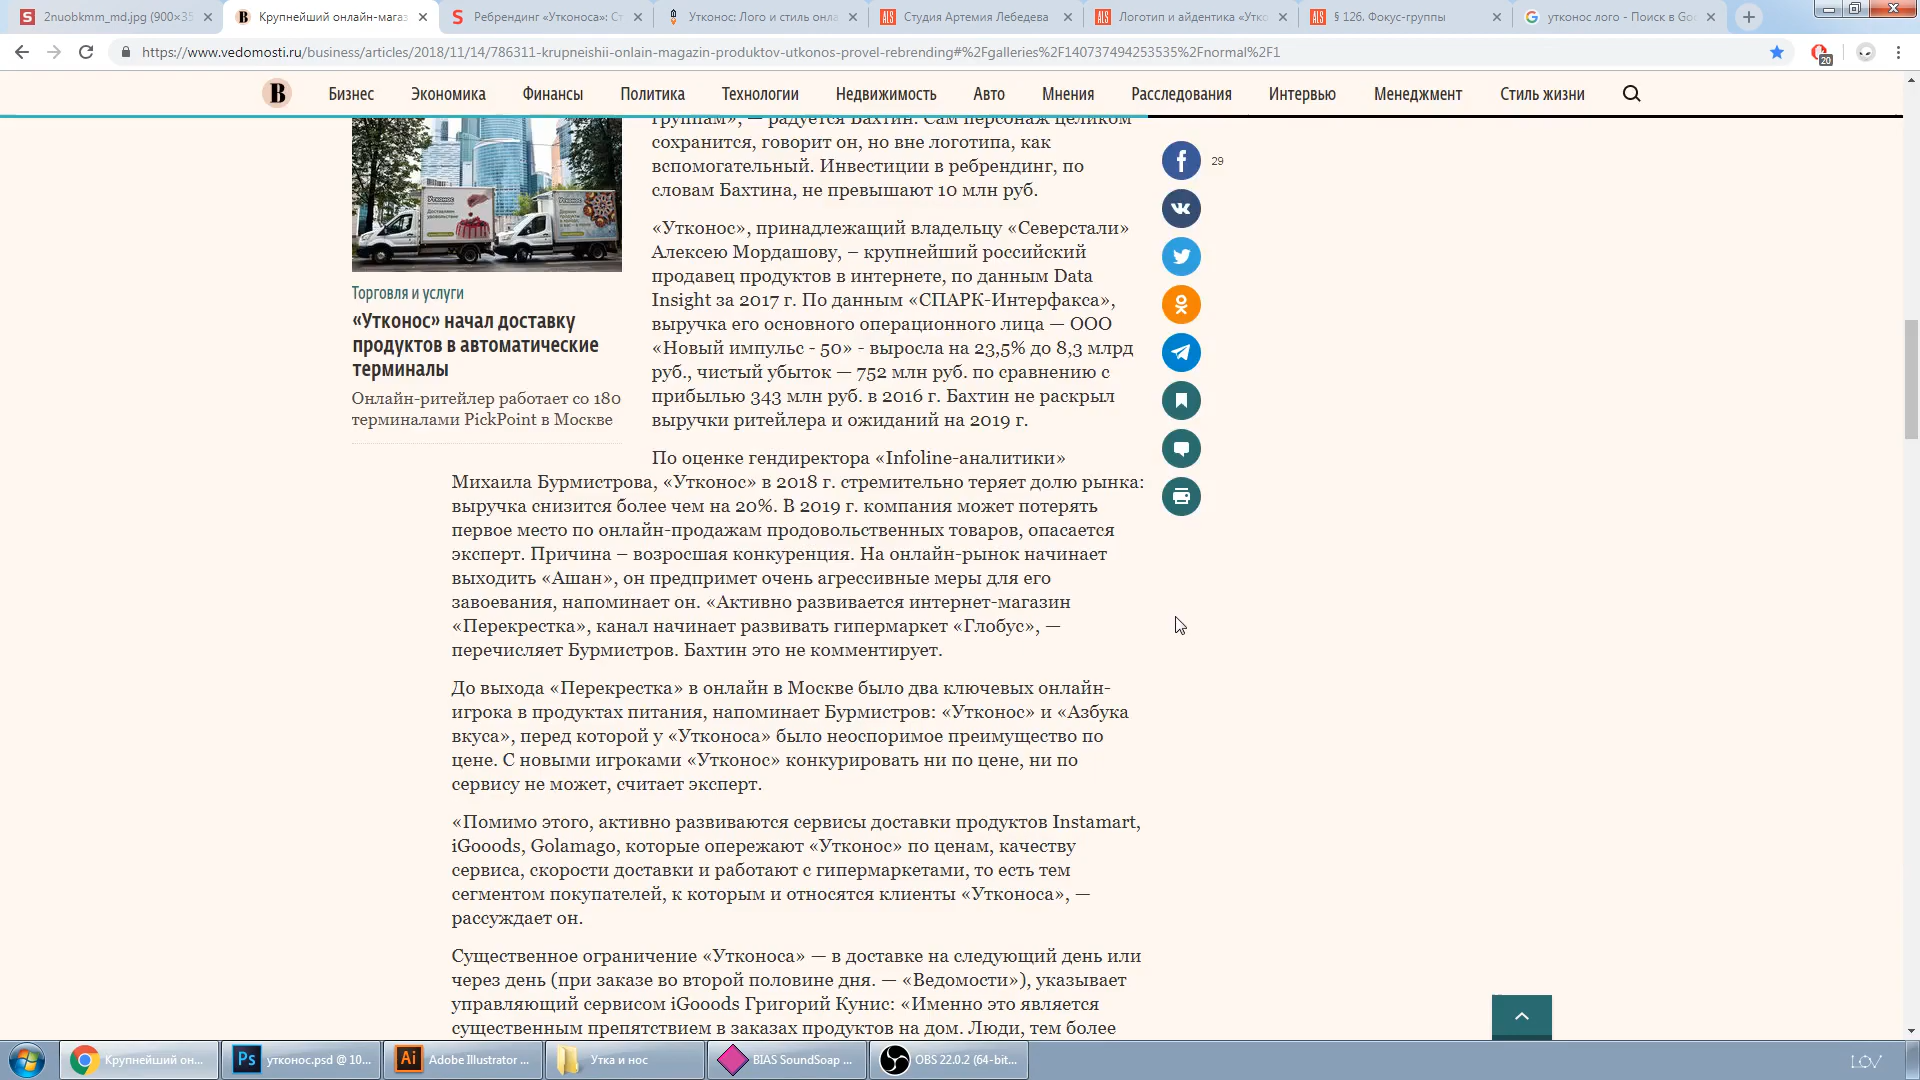 2nuobkmm_md.jpg (900×35
Крупнейший онлайн-магаз
Ребрендинг «Утконоса»: Ст
Утконос: Лого и стиль онла
Студия Артемия Лебедева
Логотип и айдентика «Утко
§ 126. Фокус-группы
утконос лого - Поиск в Goo
https://www.vedomosti.ru/business/articles/2018/11/14/786311-krupneishii-onlain-magazin-produktov-utkonos-provel-rebrending#%2Fgalleries%2F140737494253535%2Fnormal%2F1
20
В
Бизнес
Экономика
Финансы
Политика
Технологии
Недвижимость
Авто
Мнения
Расследования
Интервью
Менеджмент
Стиль жизни
группам», — радуется Бахтин. Сам персонаж целиком
сохранится, говорит он, но вне логотипа, как
вспомогательный. Инвестиции в ребрендинг, по
словам Бахтина, не превышают 10 млн руб.
29
Утконос
Утконос
Торговля и услуги
«Утконос» начал доставку
продуктов в автоматические
терминалы
Онлайн-ритейлер работает со 180
терминалами PickPoint в Москве
«Утконос», принадлежащий владельцу «Северстали»
Алексею Мордашову, – крупнейший российский
продавец продуктов в интернете, по данным Data
Insight за 2017 г. По данным «СПАРК-Интерфакса»,
выручка его основного операционного лица — ООО
«Новый импульс - 50» - выросла на 23,5% до 8,3 млрд
руб., чистый убыток — 752 млн руб. по сравнению с
прибылью 343 млн руб. в 2016 г. Бахтин не раскрыл
выручки ритейлера и ожиданий на 2019 г.
По оценке гендиректора «Infoline-аналитики»
Михаила Бурмистрова, «Утконос» в 2018 г. стремительно теряет долю рынка:
выручка снизится более чем на 20%. В 2019 г. компания может потерять
первое место по онлайн-продажам продовольственных товаров, опасается
эксперт. Причина – возросшая конкуренция. На онлайн-рынок начинает
выходить «Ашан», он предпримет очень агрессивные меры для его
завоевания, напоминает он. «Активно развивается интернет-магазин
«Перекрестка», канал начинает развивать гипермаркет «Глобус», —
перечисляет Бурмистров. Бахтин это не комментирует.
До выхода «Перекрестка» в онлайн в Москве было два ключевых онлайн-
игрока в продуктах питания, напоминает Бурмистров: «Утконос» и «Азбука
вкуса», перед которой у «Утконоса» было неоспоримое преимущество по
цене. С новыми игроками «Утконос» конкурировать ни по цене, ни по
сервису не может, считает эксперт.
«Помимо этого, активно развиваются сервисы доставки продуктов Instamart,
iGooods, Golamago, которые опережают «Утконос» по ценам, качеству
сервиса, скорости доставки и работают с гипермаркетами, то есть тем
сегментом покупателей, к которым и относятся клиенты «Утконоса», —
рассуждает он.
Существенное ограничение «Утконоса» — в доставке на следующий день или
через день (при заказе во второй половине дня. — «Ведомости»), указывает
управляющий сервисом iGooods Григорий Кунис: «Именно это является
существенным препятствием в заказах продуктов на дом. Люди, тем более
Крупнейший он...
утконос.psd @ 10...
Adobe Illustrator ...
Утка и нос
BIAS SoundSoap ...
OBS 22.0.2 (64-bit...